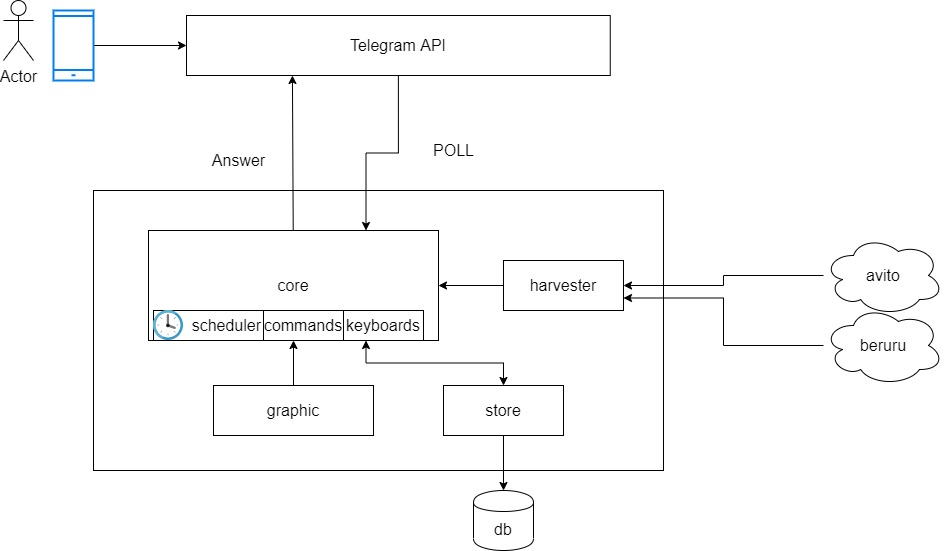 Telegram API
Actor
Answer
POLL
core
harvester
avito
scheduler
commands
keyboards
beruru
graphic
store
db